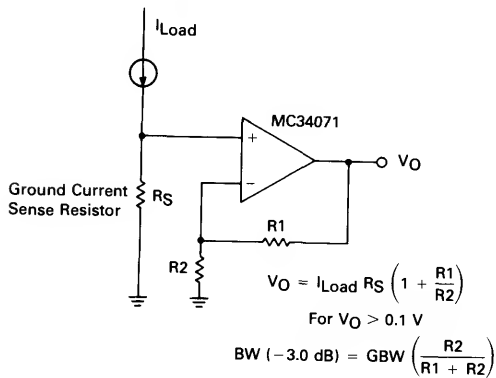 ILoad
MC34071
+
−
VO
Ground Current
Sense Resistor
RS
R1
R2
VO = ILoad RS (1 + R1/R2)
For VO > 0.1 V
BW (−3.0 dB) = GBW (R2/(R1 + R2))